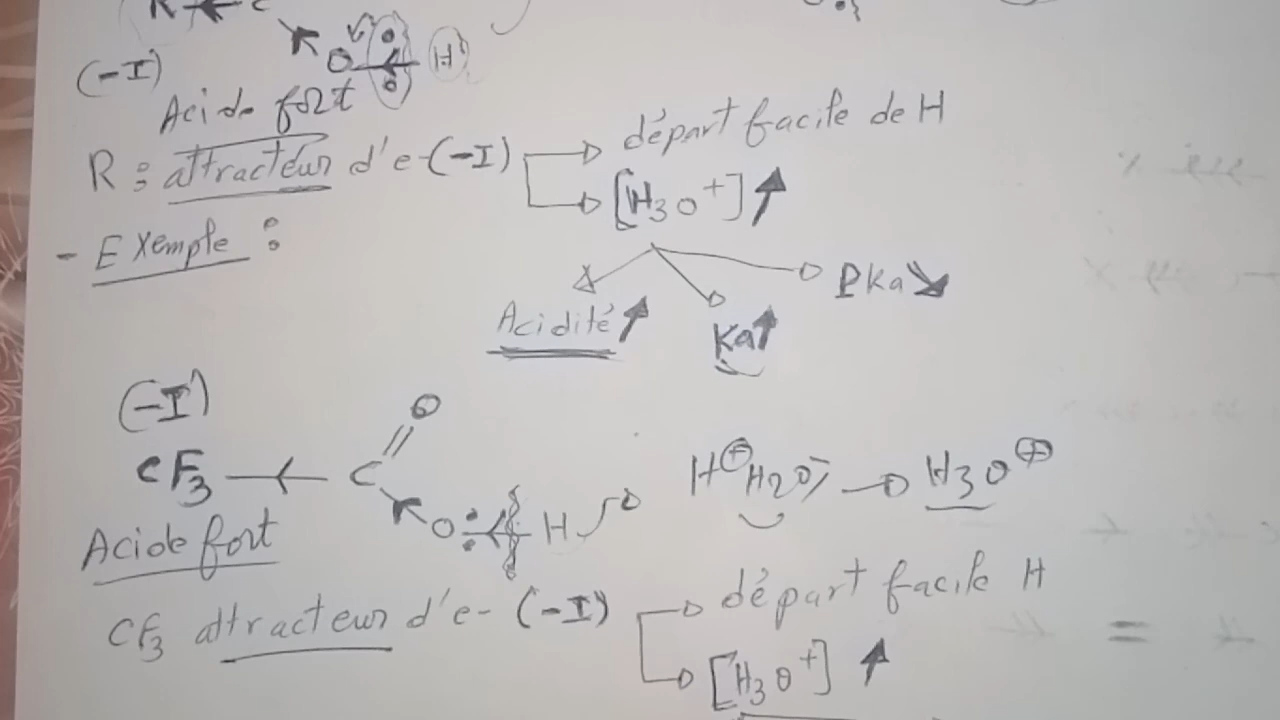 R C
O H
(-I)
Acide fort
R : attracteur d'e-(-I) départ facile de H
[H3O+]
- Exemple :
Acidité Ka PKa
(-I)
O
CF3 C
O : H H⊕ H2O → H3O⊕
Acide fort
CF3 attracteur d'e- (-I) départ facile H
[H3O+]